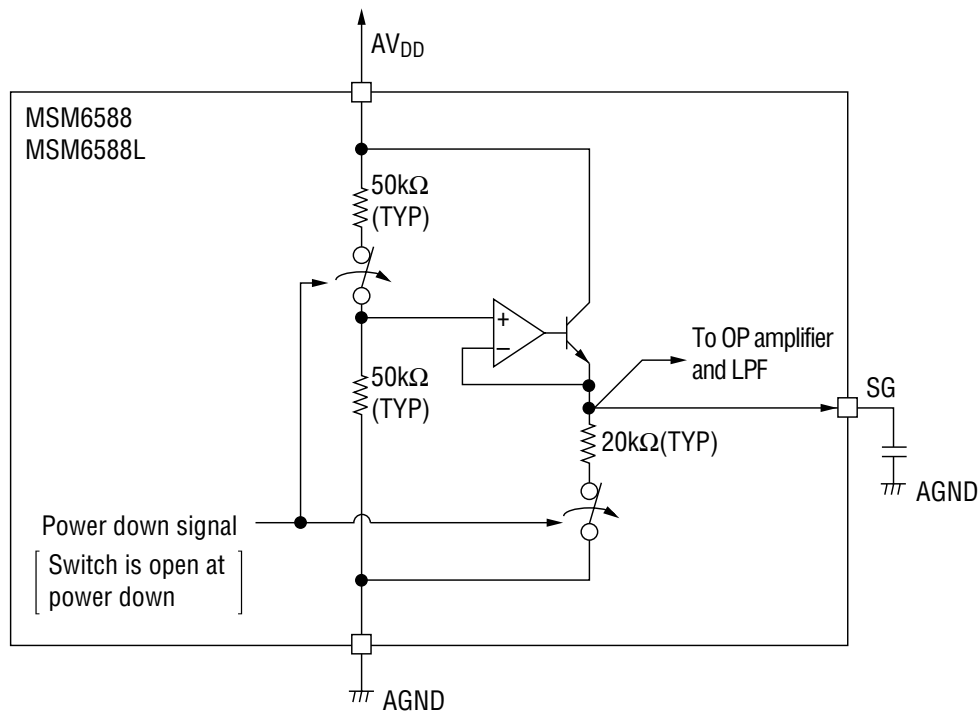 AVDD
MSM6588
MSM6588L
50kΩ
(TYP)
+
−
To OP amplifier
and LPF
SG
50kΩ
(TYP)
20kΩ(TYP)
AGND
Power down signal
[ Switch is open at
power down ]
AGND